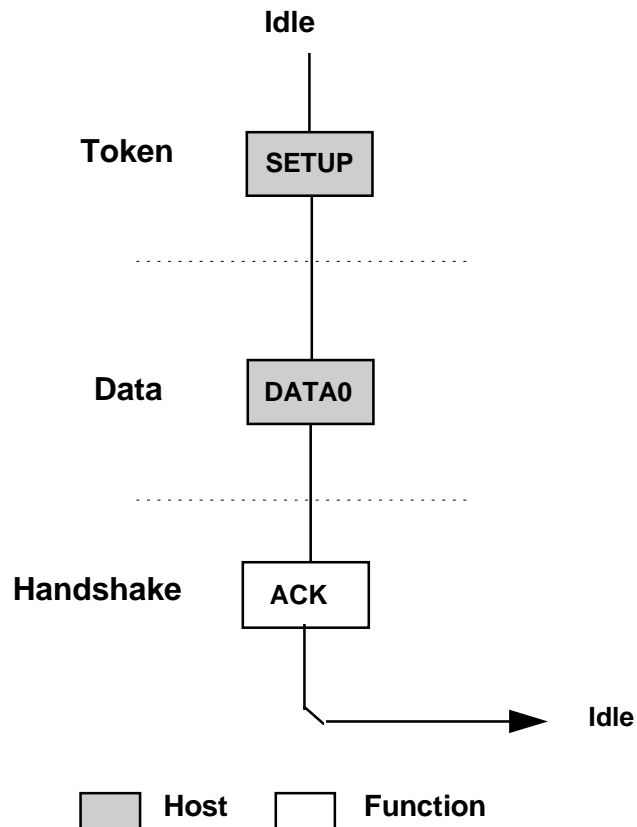 Idle
Token
SETUP
Data
DATA0
Handshake
ACK
Idle
Host
Function